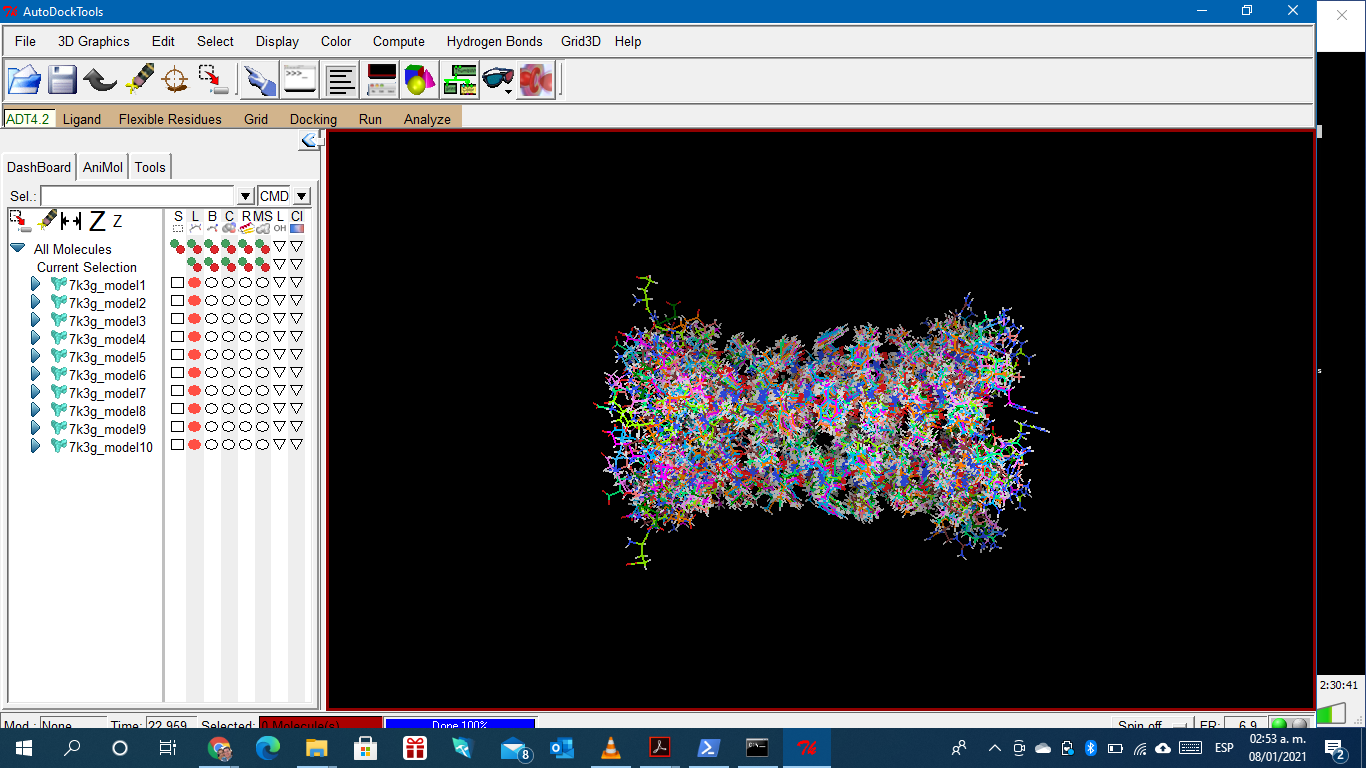 AutoDockTools
File 3D Graphics Edit Select Display Color Compute Hydrogen Bonds Grid3D Help
>>>_
ADT4.2 Ligand Flexible Residues Grid Docking Run Analyze
DashBoard AniMol Tools
Sel.: CMD
Z Z S L B C R MS L Cl
OH
All Molecules
Current Selection
7k3g_model1
7k3g_model2
7k3g_model3
7k3g_model4
7k3g_model5
7k3g_model6
7k3g_model7
7k3g_model8
7k3g_model9
7k3g_model10
s
2:30:41
Mod.: None Time: 22.959 Selected: 0 Molecule(s) Done 100% Spin off FR: 6.9
8 ESP 02:53 a. m.
08/01/2021 2